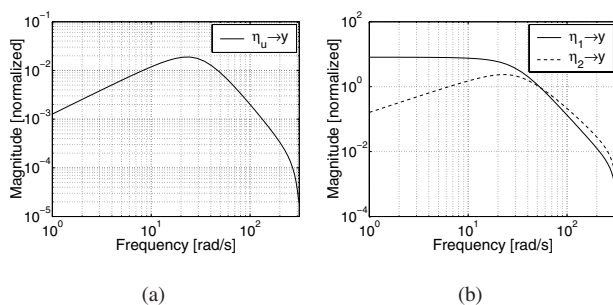 10^-1
10^-2
10^-3
10^-4
10^-5
10^0
10^1
10^2
Magnitude [normalized]
Frequency [rad/s]
η_u→y
(a)
10^2
10^0
10^-2
10^-4
10^0
10^1
10^2
Magnitude [normalized]
Frequency [rad/s]
η_1→y
η_2→y
(b)